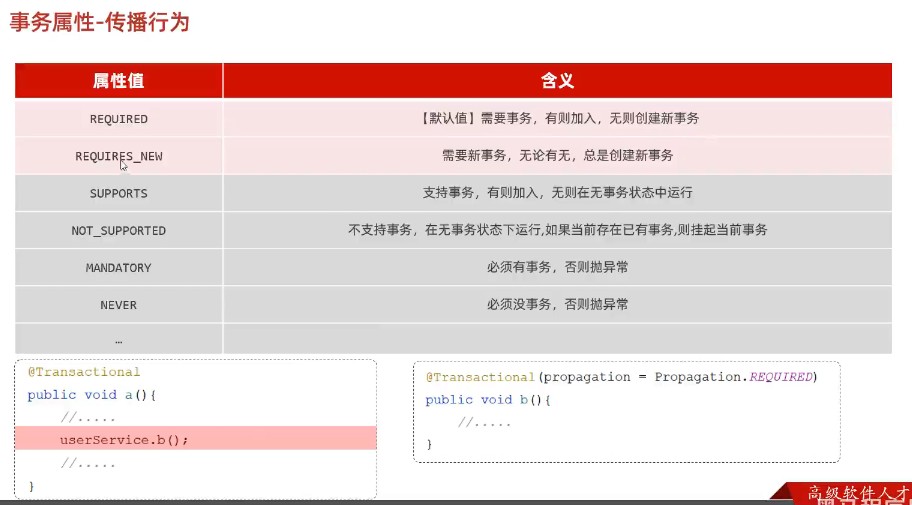 事务属性-传播行为
属性值 含义
REQUIRED 【默认值】需要事务，有则加入，无则创建新事务
REQUIRES_NEW 需要新事务，无论有无，总是创建新事务
SUPPORTS 支持事务，有则加入，无则在无事务状态中运行
NOT_SUPPORTED 不支持事务，在无事务状态下运行,如果当前存在已有事务,则挂起当前事务
MANDATORY 必须有事务，否则抛异常
NEVER 必须没事务，否则抛异常
…
@Transactional
public void a(){
//.....
userService.b();
//.....
}
@Transactional(propagation = Propagation.REQUIRED)
public void b(){
//.....
}
高级软件人才